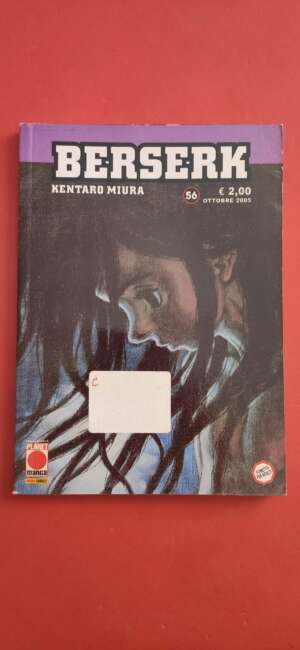 BERSERK
KENTARO MIURA
56
€ 2,00
OTTOBRE 2005
C
PLANET
manga